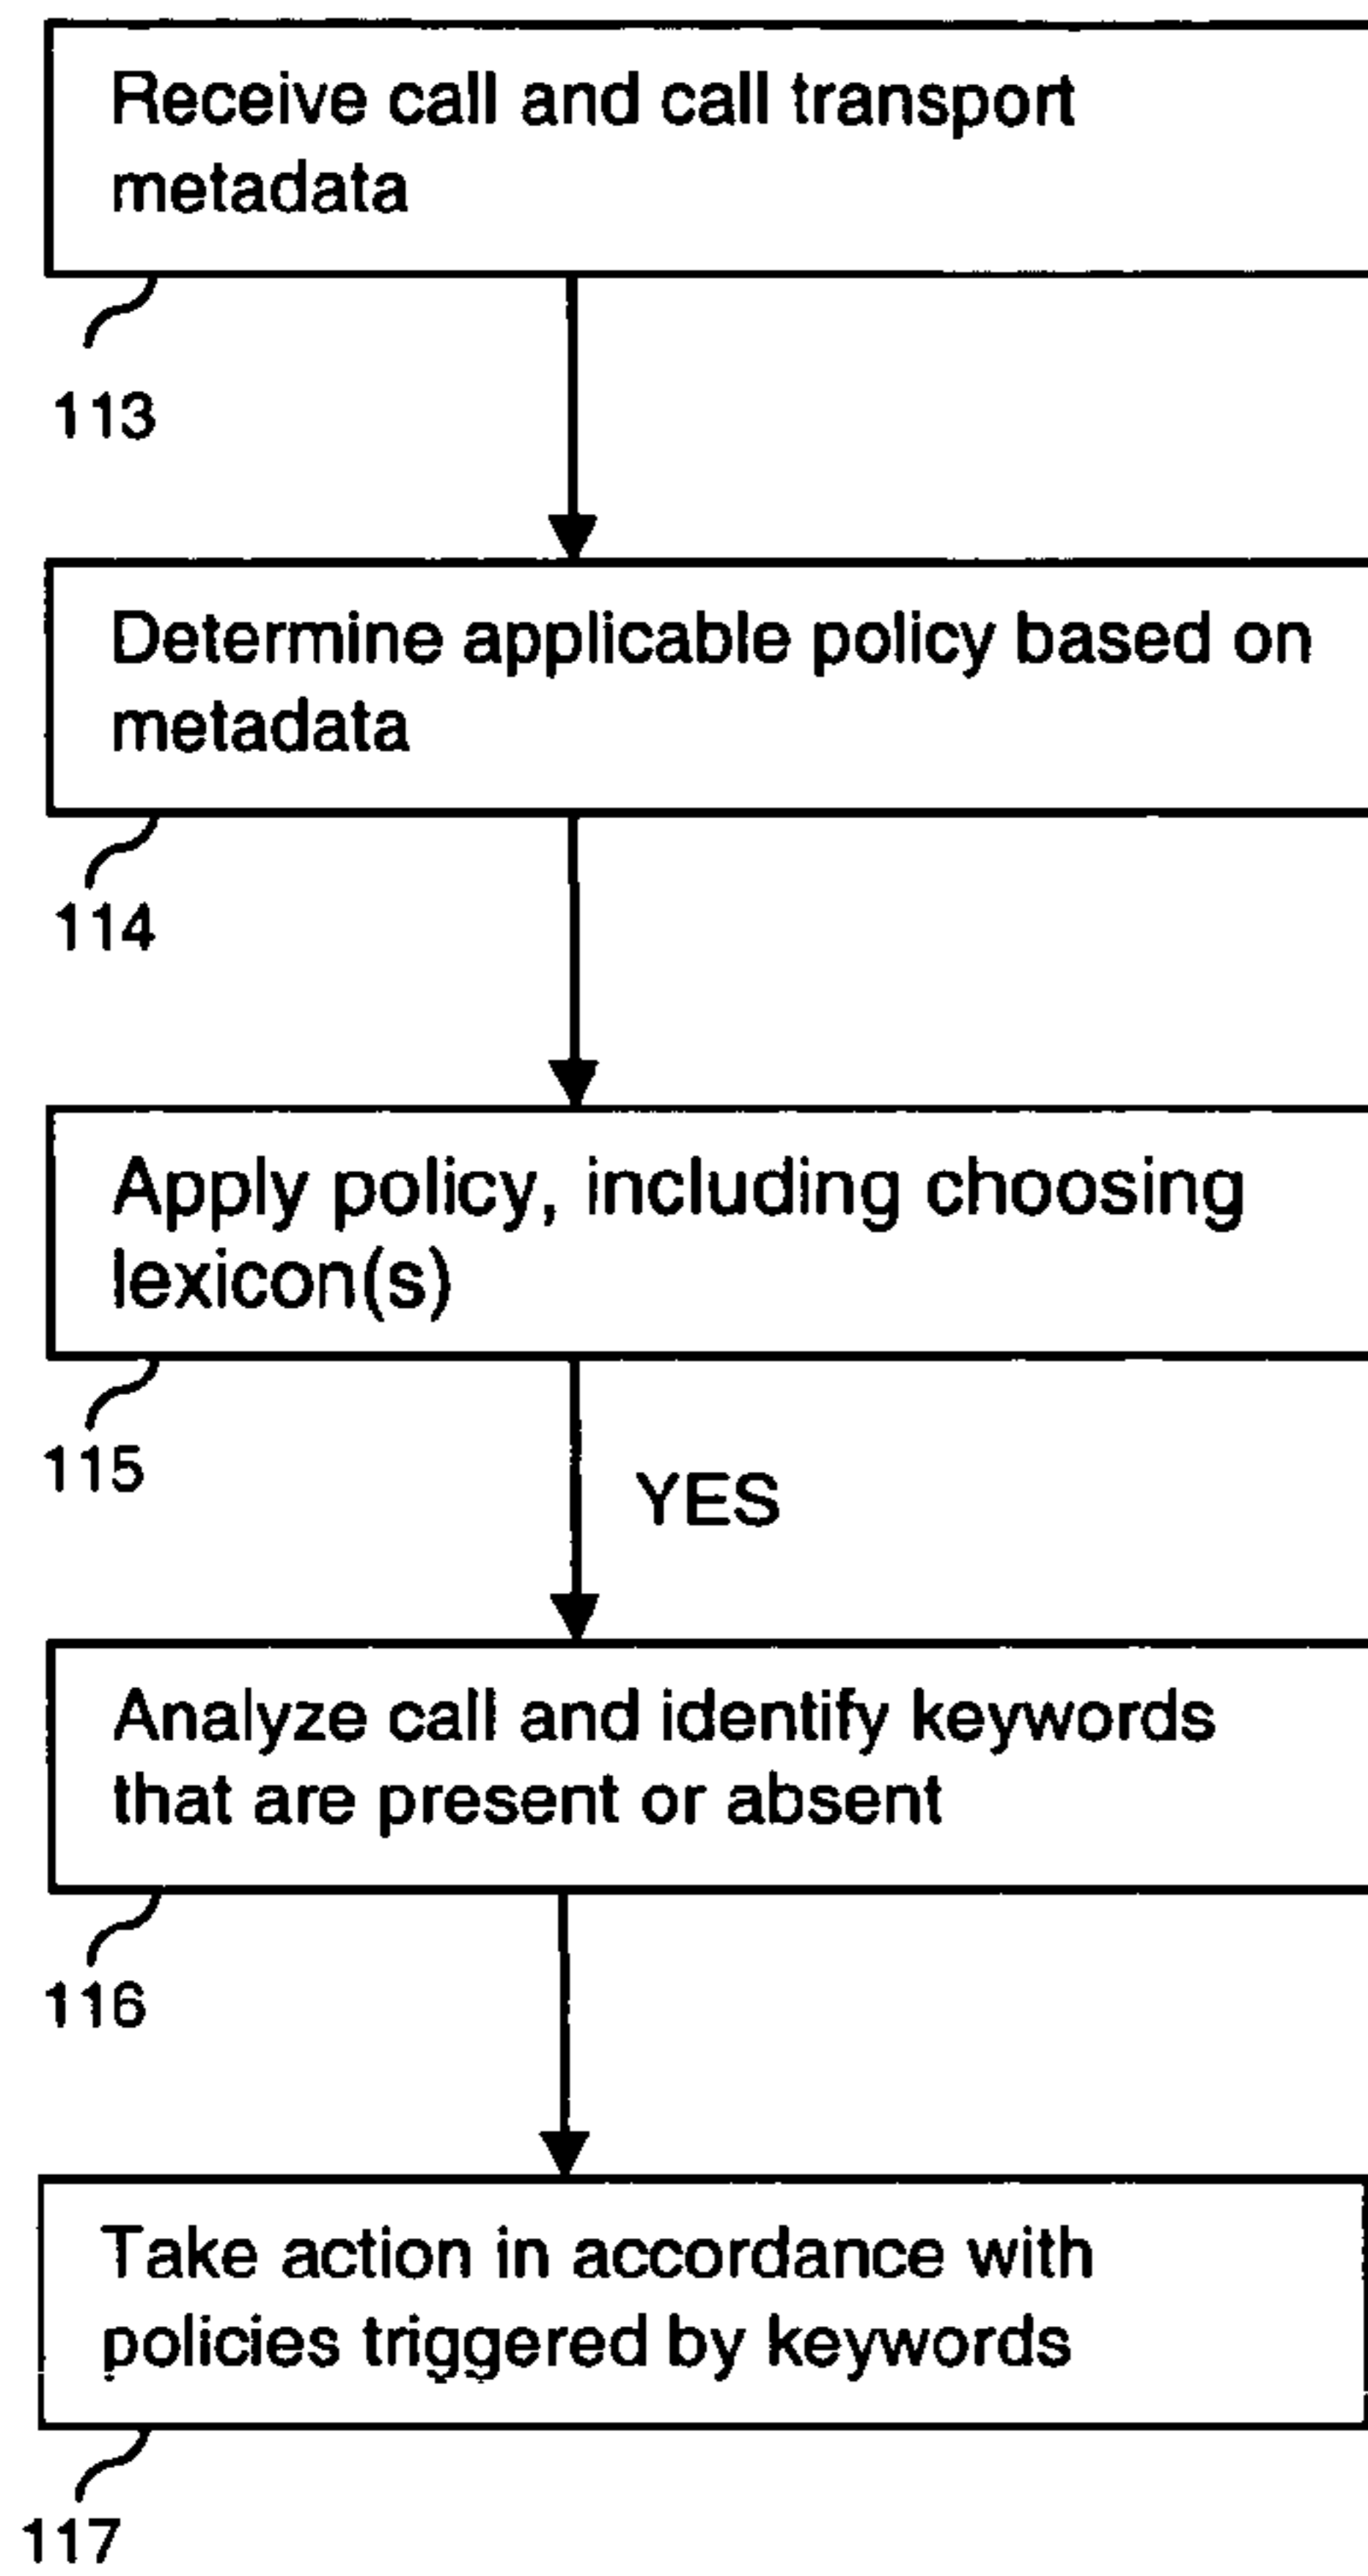 Receive call and call transport
metadata
113
Determine applicable policy based on
metadata
114
Apply policy, including choosing
lexicon(s)
115
YES
Analyze call and identify keywords
that are present or absent
116
Take action in accordance with
policies triggered by keywords
117